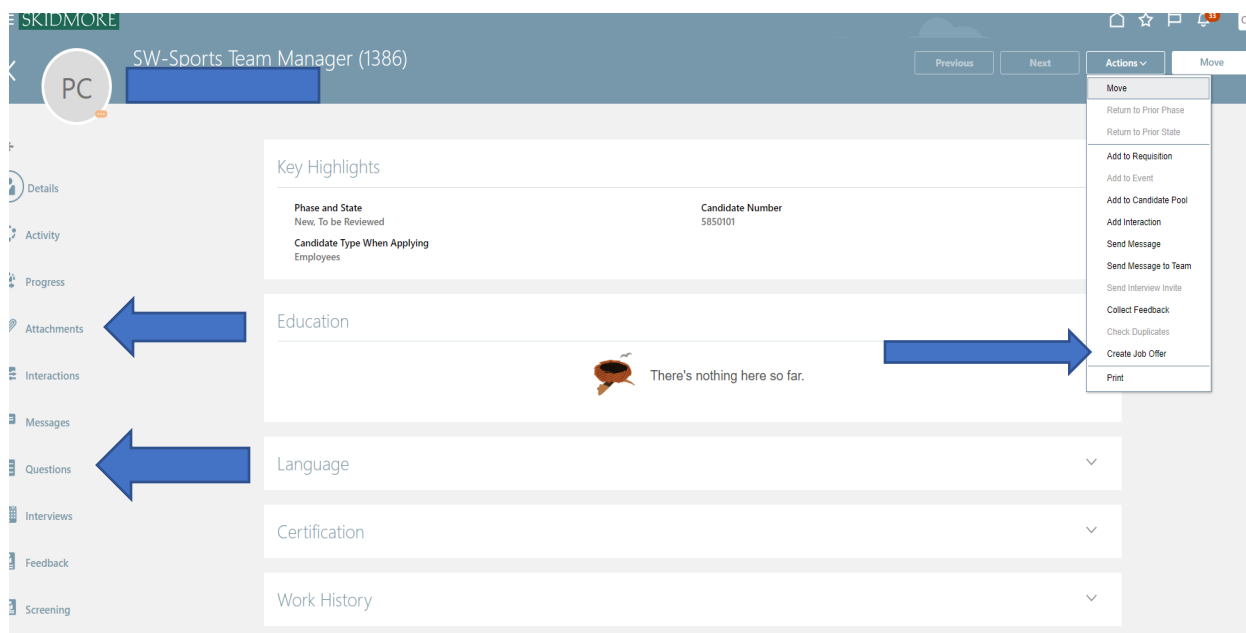 SKIDMORE
33
SW-Sports Team Manager (1386)
PC
Previous
Next
Actions
Move
Move
Return to Prior Phase
Return to Prior State
Add to Requisition
Add to Event
Add to Candidate Pool
Add Interaction
Send Message
Send Message to Team
Send Interview Invite
Collect Feedback
Check Duplicates
Create Job Offer
Print
Details
Activity
Progress
Attachments
Interactions
Messages
Questions
Interviews
Feedback
Screening
Key Highlights
Phase and State
New, To be Reviewed
Candidate Number
5850101
Candidate Type When Applying
Employees
Education
There's nothing here so far.
Language
Certification
Work History